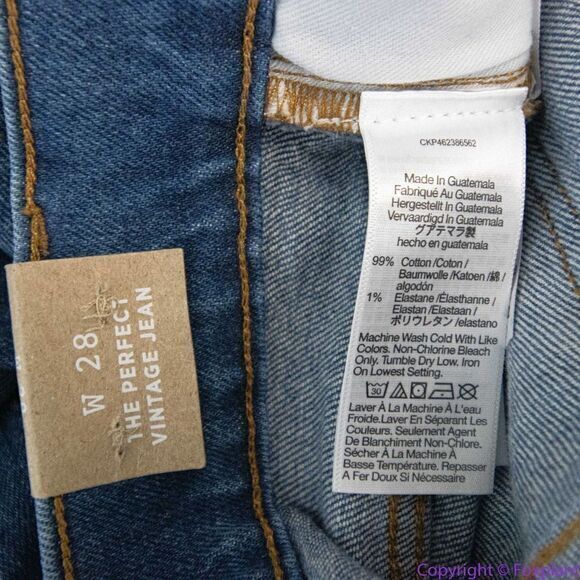 CKP462386562
Made In Guatemala
Fabriqué Au Guatemala
Hergestellt In Guatemala
Vervaardigd In Guatemala
グアテマラ製
hecho en guatemala
99% Cotton /Coton /
Baumwolle /Katoen /綿 /
algodón
1% Elastane /Élasthanne /
Elastan /Elastaan /
ポリウレタン /elastano
Machine Wash Cold With Like
Colors. Non-Chlorine Bleach
Only. Tumble Dry Low. Iron
On Lowest Setting.
30
Laver À La Machine À L'eau
Froide.Laver En Séparant Les
Couleurs. Seulement Agent
De Blanchiment Non-Chlore.
Sécher À La Machine À
Basse Température. Repasser
A Fer Doux Si Nécessaire
W 28
THE PERFECT
VINTAGE JEAN
Copyright ©